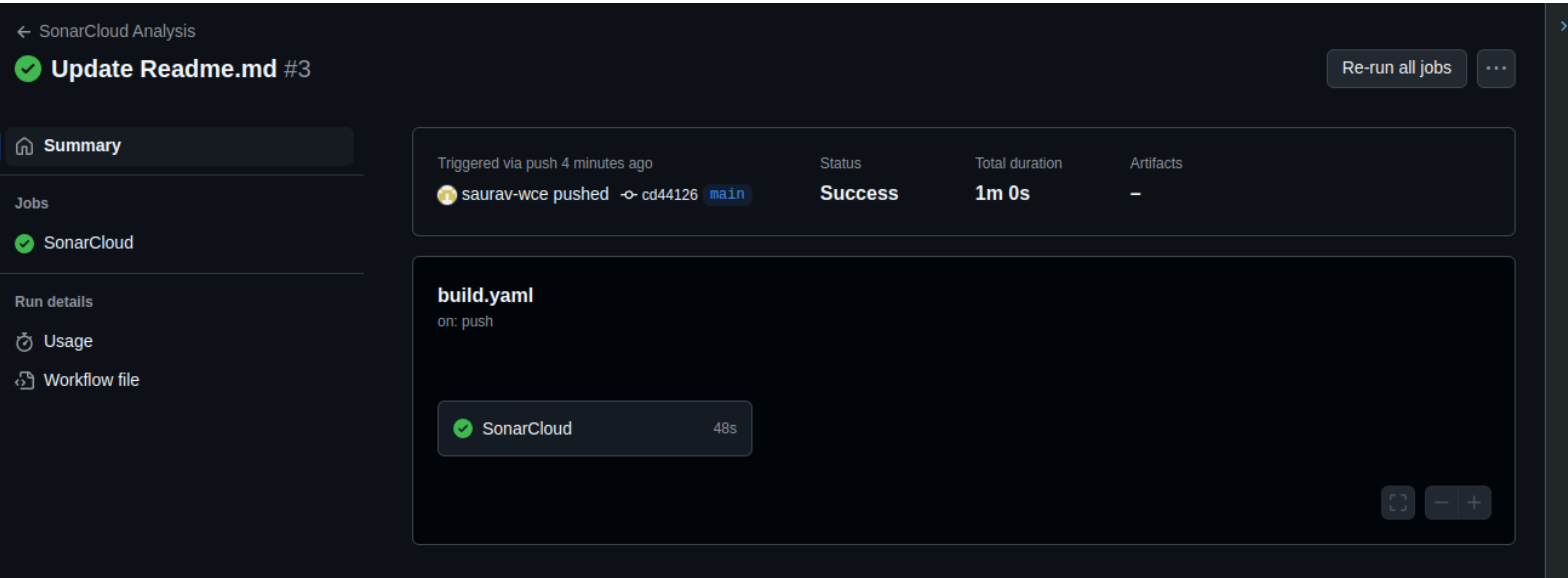 SonarCloud Analysis
Update Readme.md #3
Re-run all jobs
Summary
Jobs
SonarCloud
Run details
Usage
Workflow file
Triggered via push 4 minutes ago
saurav-wce pushed cd44126 main
Status
Success
Total duration
1m 0s
Artifacts
–
build.yaml
on: push
SonarCloud 48s